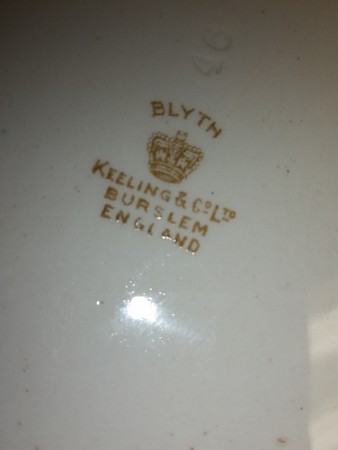 BLYTH
KEELING & Co LTD
BURSLEM
ENGLAND